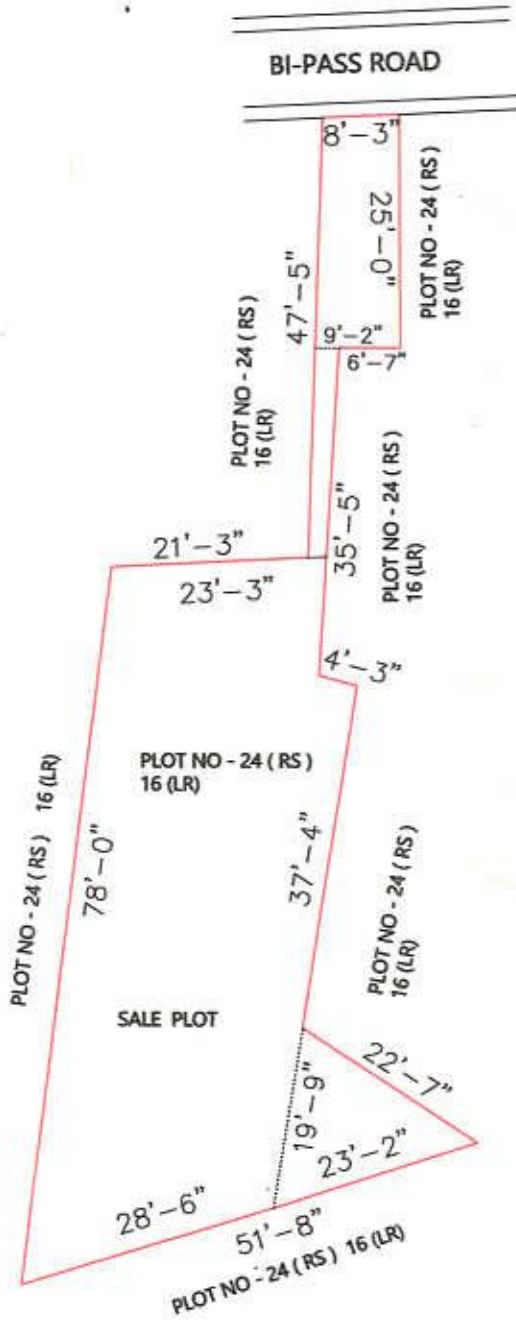 BI-PASS ROAD
8'-3"
25'-0"
PLOT NO - 24 ( RS )
16 (LR)
47'-5"
9'-2"
6'-7"
PLOT NO - 24 ( RS )
16 (LR)
35'-5"
PLOT NO - 24 ( RS )
16 (LR)
21'-3"
23'-3"
4'-3"
PLOT NO - 24 ( RS )
16 (LR)
PLOT NO - 24 ( RS ) 16 (LR)
78'-0"
37'-4"
PLOT NO - 24 ( RS )
16 (LR)
SALE PLOT
22'-7"
19'-9"
23'-2"
28'-6"
51'-8"
PLOT NO - 24 ( RS ) 16 (LR)